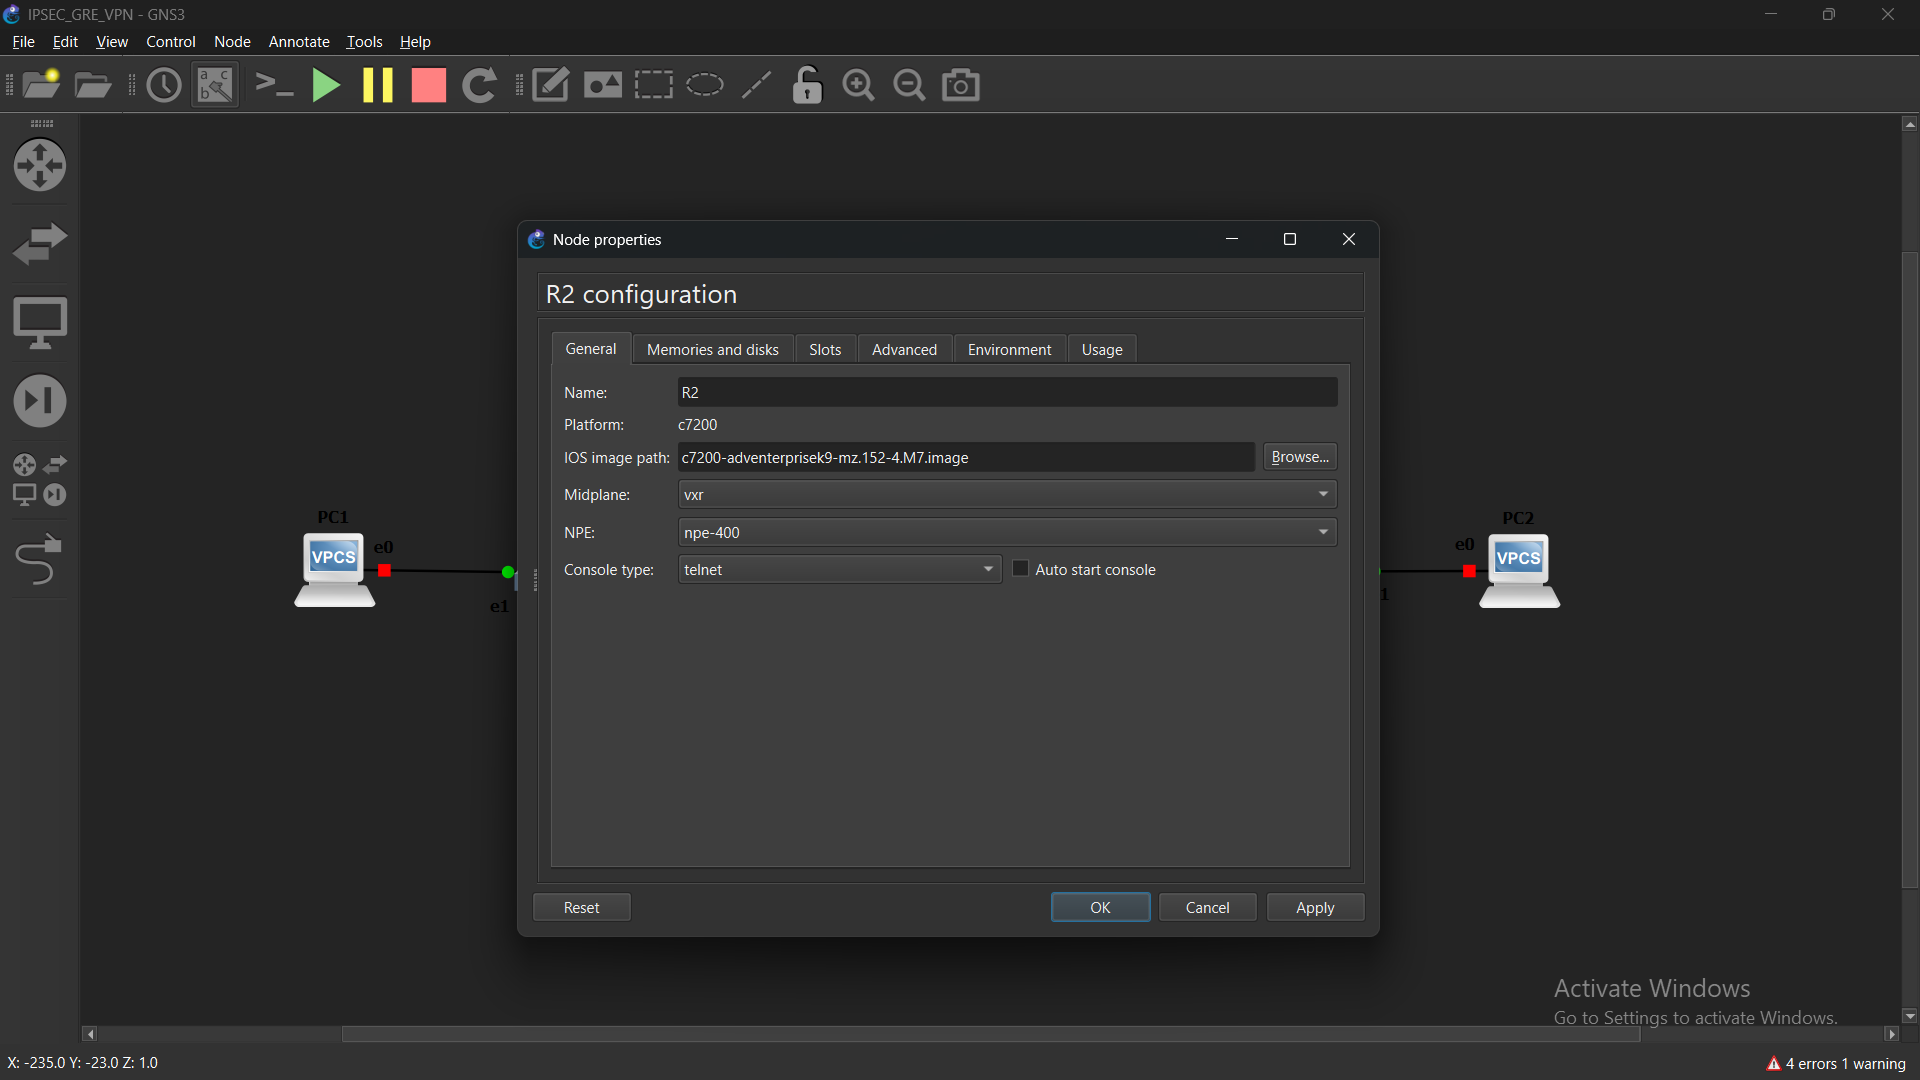 IPSEC_GRE_VPN - GNS3
File Edit View Control Node Annotate Tools Help
a c
b
Node properties
R2 configuration
General Memories and disks Slots Advanced Environment Usage
Name: R2
Platform: c7200
IOS image path: c7200-adventerprisek9-mz.152-4.M7.image Browse...
Midplane: vxr
NPE: npe-400
Console type: telnet Auto start console
PC1
VPCS
e0
e1
PC2
e0
VPCS
1
Reset OK Cancel Apply
Activate Windows
Go to Settings to activate Windows.
X: -235.0 Y: -23.0 Z: 1.0
4 errors 1 warning